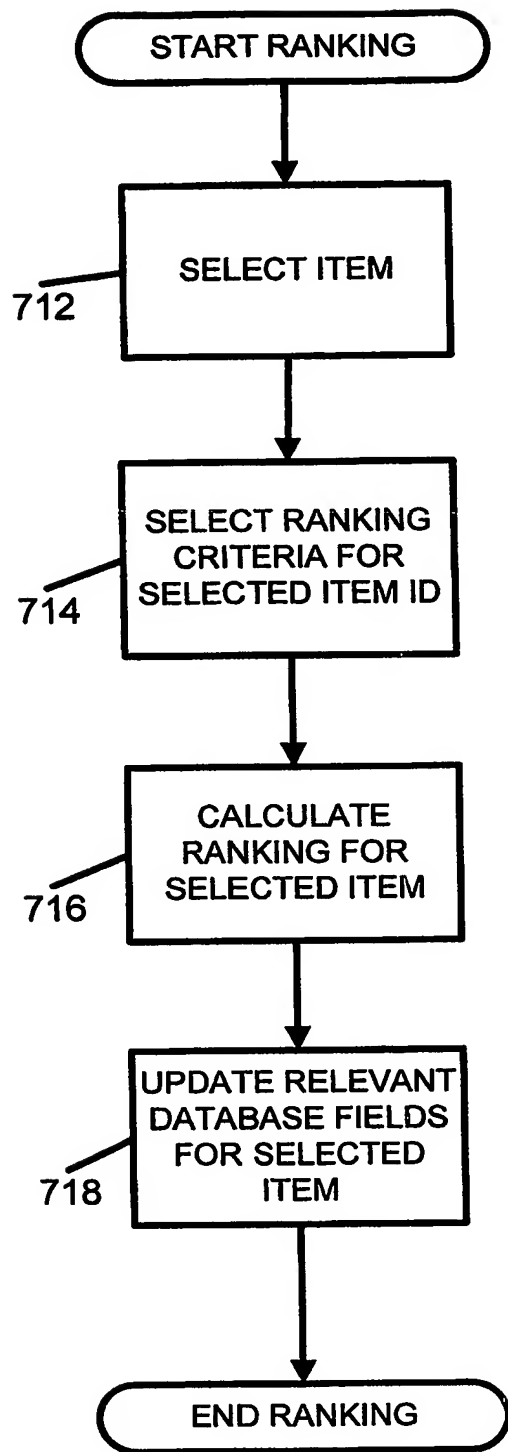 START RANKING
SELECT ITEM
712
SELECT RANKING
CRITERIA FOR
SELECTED ITEM ID
714
CALCULATE
RANKING FOR
SELECTED ITEM
716
UPDATE RELEVANT
DATABASE FIELDS
FOR SELECTED
ITEM
718
END RANKING